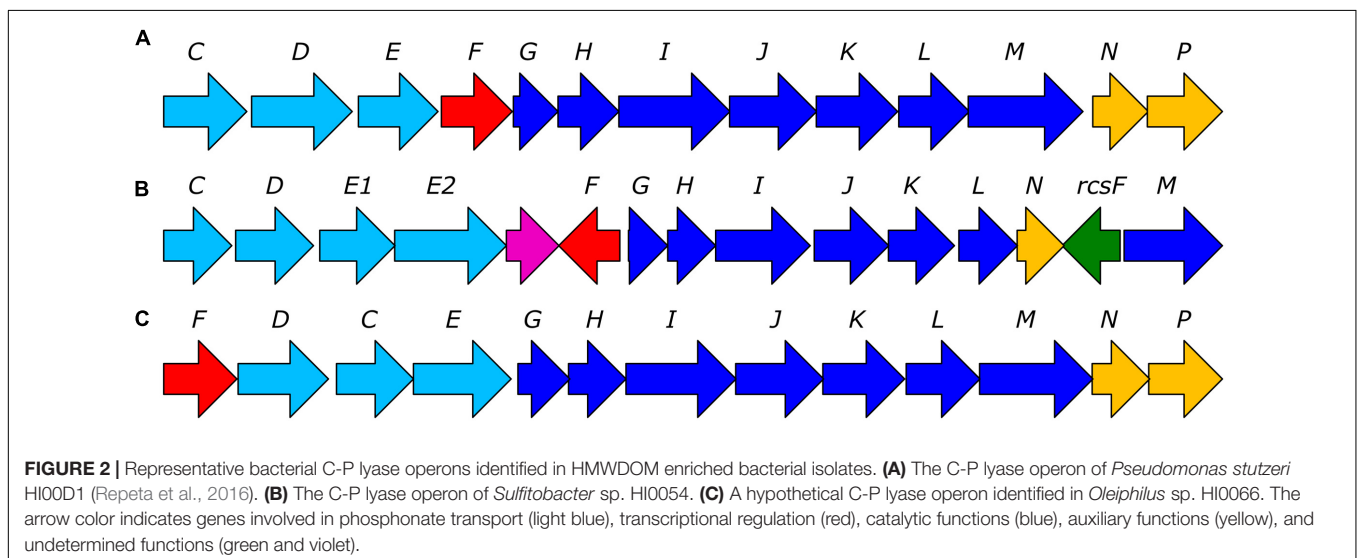 A
C D E F G H I J K L M N P
B
C D E1 E2 F G H I J K L N rcsF M
C
F D C E G H I J K L M N P
FIGURE 2 | Representative bacterial C-P lyase operons identified in HMWDOM enriched bacterial isolates. (A) The C-P lyase operon of Pseudomonas stutzeri
HI00D1 (Repeta et al., 2016). (B) The C-P lyase operon of Sulfitobacter sp. HI0054. (C) A hypothetical C-P lyase operon identified in Oleiphilus sp. HI0066. The
arrow color indicates genes involved in phosphonate transport (light blue), transcriptional regulation (red), catalytic functions (blue), auxiliary functions (yellow), and
undetermined functions (green and violet).